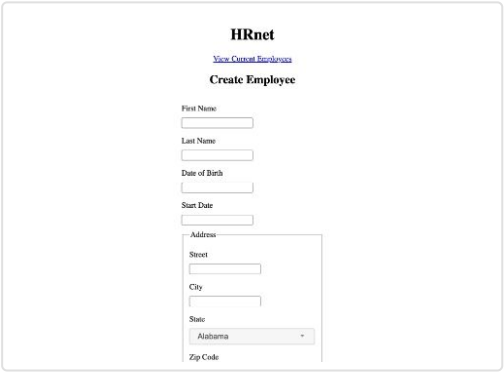 HRnet
View Current Employees
Create Employee
First Name
Last Name
Date of Birth
Start Date
Address
Street
City
State
Alabama
Zip Code